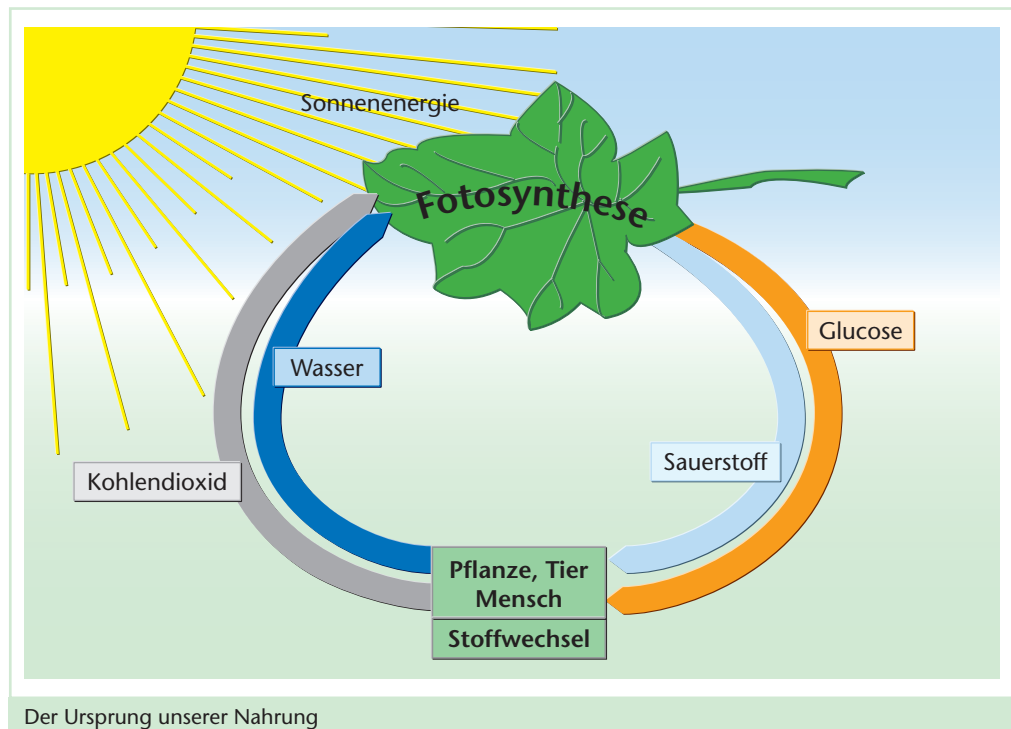 Sonnenenergie
Fotosynthese
Glucose
Wasser
Sauerstoff
Kohlendioxid
Pflanze, Tier
Mensch
Stoffwechsel
Der Ursprung unserer Nahrung